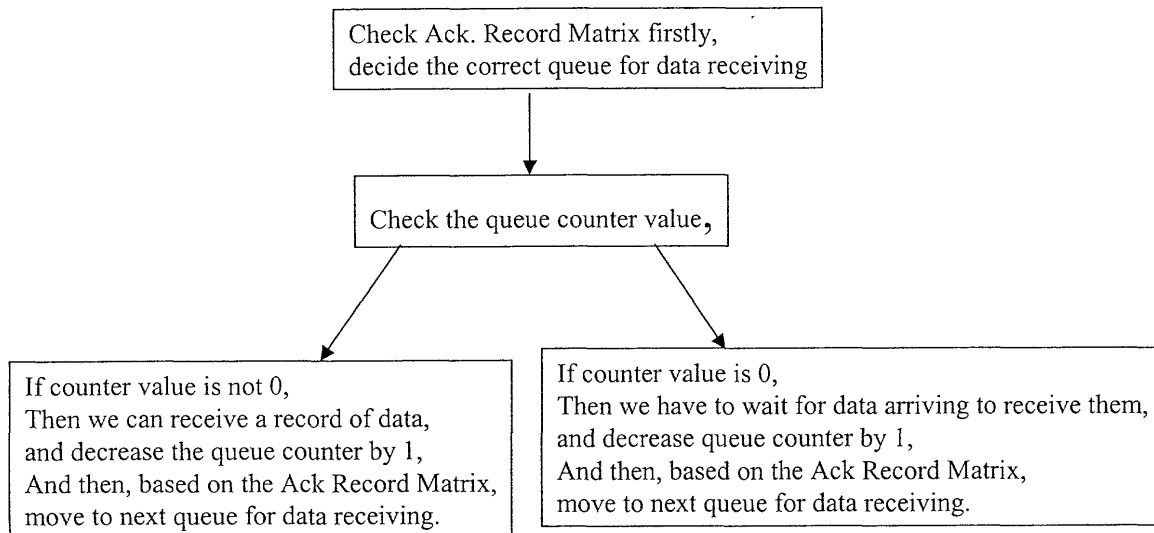 Check Ack. Record Matrix firstly,
decide the correct queue for data receiving
Check the queue counter value,
If counter value is not 0,
Then we can receive a record of data,
and decrease the queue counter by 1,
And then, based on the Ack Record Matrix,
move to next queue for data receiving.
If counter value is 0,
Then we have to wait for data arriving to receive them,
and decrease queue counter by 1,
And then, based on the Ack Record Matrix,
move to next queue for data receiving.